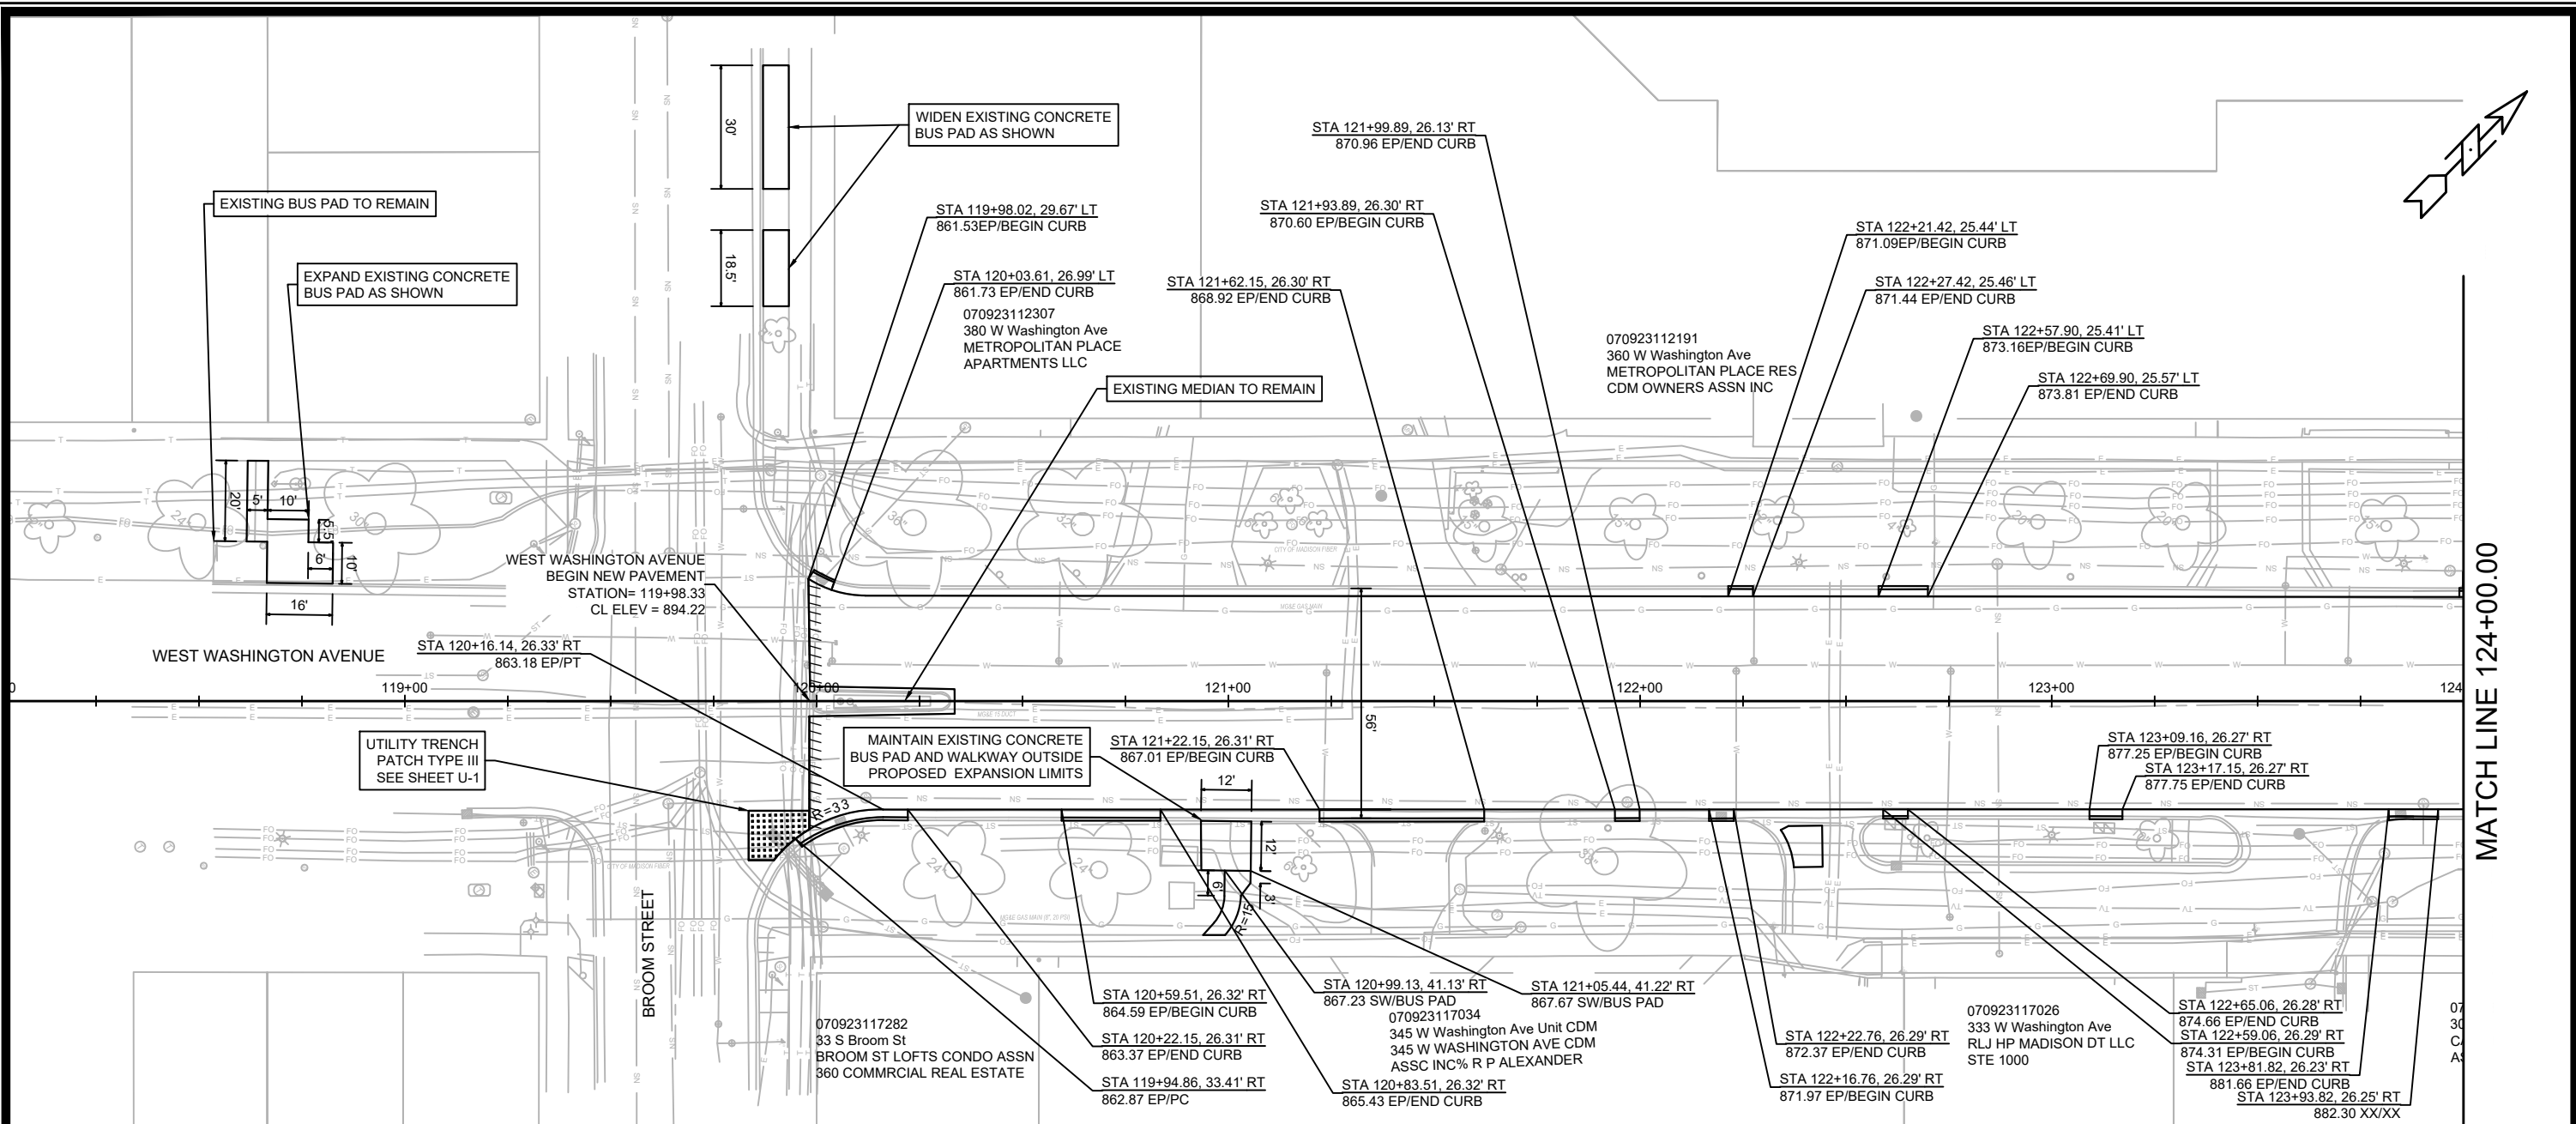 WIDEN EXISTING CONCRETE
BUS PAD AS SHOWN
30'
18.5'
EXISTING BUS PAD TO REMAIN
EXPAND EXISTING CONCRETE
BUS PAD AS SHOWN
STA 119+98.02, 29.67' LT
861.53EP/BEGIN CURB
STA 120+03.61, 26.99' LT
861.73 EP/END CURB
070923112307
380 W Washington Ave
METROPOLITAN PLACE
APARTMENTS LLC
EXISTING MEDIAN TO REMAIN
STA 121+99.89, 26.13' RT
870.96 EP/END CURB
STA 121+93.89, 26.30' RT
870.60 EP/BEGIN CURB
STA 121+62.15, 26.30' RT
868.92 EP/END CURB
070923112191
360 W Washington Ave
METROPOLITAN PLACE RES
CDM OWNERS ASSN INC
STA 122+21.42, 25.44' LT
871.09EP/BEGIN CURB
STA 122+27.42, 25.46' LT
871.44 EP/END CURB
STA 122+57.90, 25.41' LT
873.16EP/BEGIN CURB
STA 122+69.90, 25.57' LT
873.81 EP/END CURB
20'
5'
10'
5.5'
6'
10'
16'
WEST WASHINGTON AVENUE
BEGIN NEW PAVEMENT
STATION= 119+98.33
CL ELEV = 894.22
CITY OF MADISON FIBER
MG&E GAS MAIN
WEST WASHINGTON AVENUE
STA 120+16.14, 26.33' RT
863.18 EP/PT
0
119+00
120+00
121+00
122+00
123+00
124
MATCH LINE 124+00.00
56'
MG&E 15 DUCT
UTILITY TRENCH
PATCH TYPE III
SEE SHEET U-1
R=33
MAINTAIN EXISTING CONCRETE
BUS PAD AND WALKWAY OUTSIDE
PROPOSED EXPANSION LIMITS
STA 121+22.15, 26.31' RT
867.01 EP/BEGIN CURB
12'
12'
6'
3'
R=15
STA 123+09.16, 26.27' RT
877.25 EP/BEGIN CURB
STA 123+17.15, 26.27' RT
877.75 EP/END CURB
CITY OF MADISON FIBER
BROOM STREET
070923117282
33 S Broom St
BROOM ST LOFTS CONDO ASSN
360 COMMRCIAL REAL ESTATE
STA 120+59.51, 26.32' RT
864.59 EP/BEGIN CURB
STA 120+22.15, 26.31' RT
863.37 EP/END CURB
STA 119+94.86, 33.41' RT
862.87 EP/PC
STA 120+99.13, 41.13' RT
867.23 SW/BUS PAD
070923117034
345 W Washington Ave Unit CDM
345 W WASHINGTON AVE CDM
ASSC INC% R P ALEXANDER
STA 120+83.51, 26.32' RT
865.43 EP/END CURB
STA 121+05.44, 41.22' RT
867.67 SW/BUS PAD
STA 122+22.76, 26.29' RT
872.37 EP/END CURB
STA 122+16.76, 26.29' RT
871.97 EP/BEGIN CURB
070923117026
333 W Washington Ave
RLJ HP MADISON DT LLC
STE 1000
STA 122+65.06, 26.28' RT
874.66 EP/END CURB
STA 122+59.06, 26.29' RT
874.31 EP/BEGIN CURB
STA 123+81.82, 26.23' RT
881.66 EP/END CURB
STA 123+93.82, 26.25' RT
882.30 XX/XX
07
30